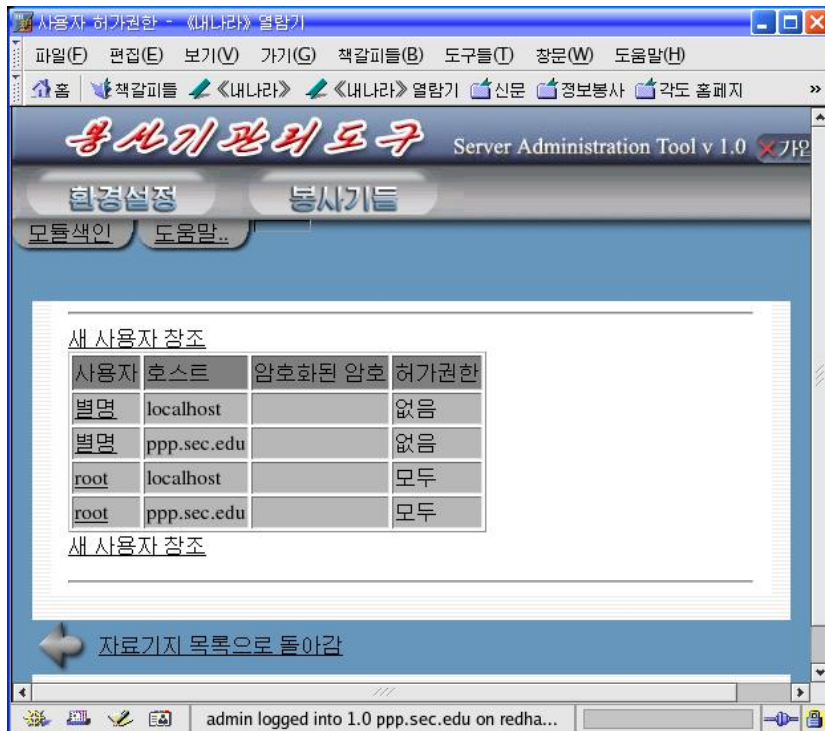 사용자 허가권한 - 《내나라》 열람기
파일(F) 편집(E) 보기(V) 가기(G) 책갈피들(B) 도구들(T) 창문(W) 도움말(H)
홈 책갈피들 《내나라》 《내나라》 열람기 신문 정보봉사 각도 홈페지 »
봉사기관리도구 Server Administration Tool v 1.0
환경설정 봉사기들
모듈색인 도움말..
새 사용자 창조
사용자 호스트 암호화된 암호 허가권한
별명 localhost 없음
별명 ppp.sec.edu 없음
root localhost 모두
root ppp.sec.edu 모두
새 사용자 창조
자료기지 목록으로 돌아감
admin logged into 1.0 ppp.sec.edu on redha...